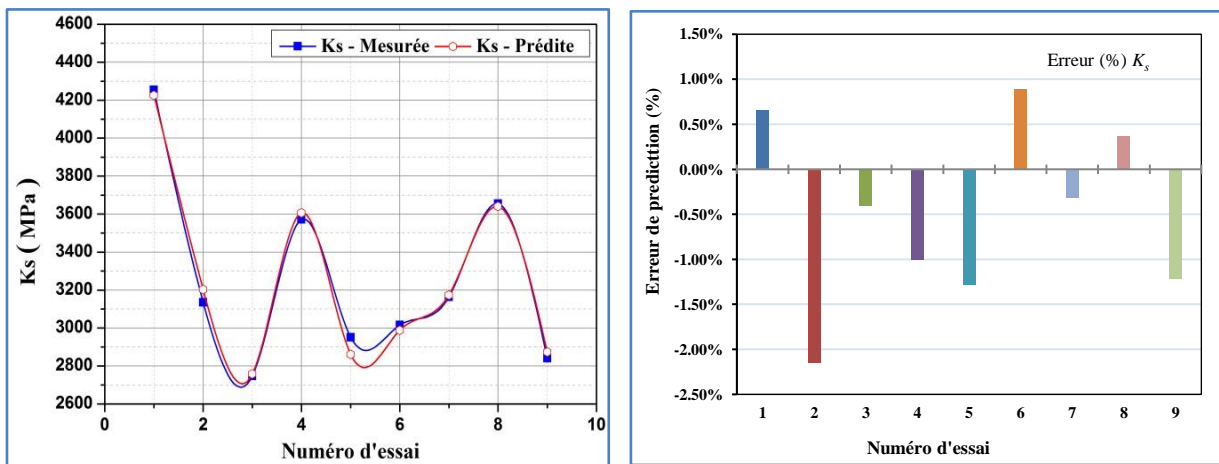 4600
4400
4200
4000
3800
3600
3400
3200
3000
2800
2600
Ks ( MPa )
Ks - Mesurée
Ks - Prédite
0 2 4 6 8 10
Numéro d'essai
1.50%
1.00%
0.50%
0.00%
-0.50%
-1.00%
-1.50%
-2.00%
-2.50%
Erreur de predicttion (%)
Erreur (%) Ks
1 2 3 4 5 6 7 8 9
Numéro d'essai